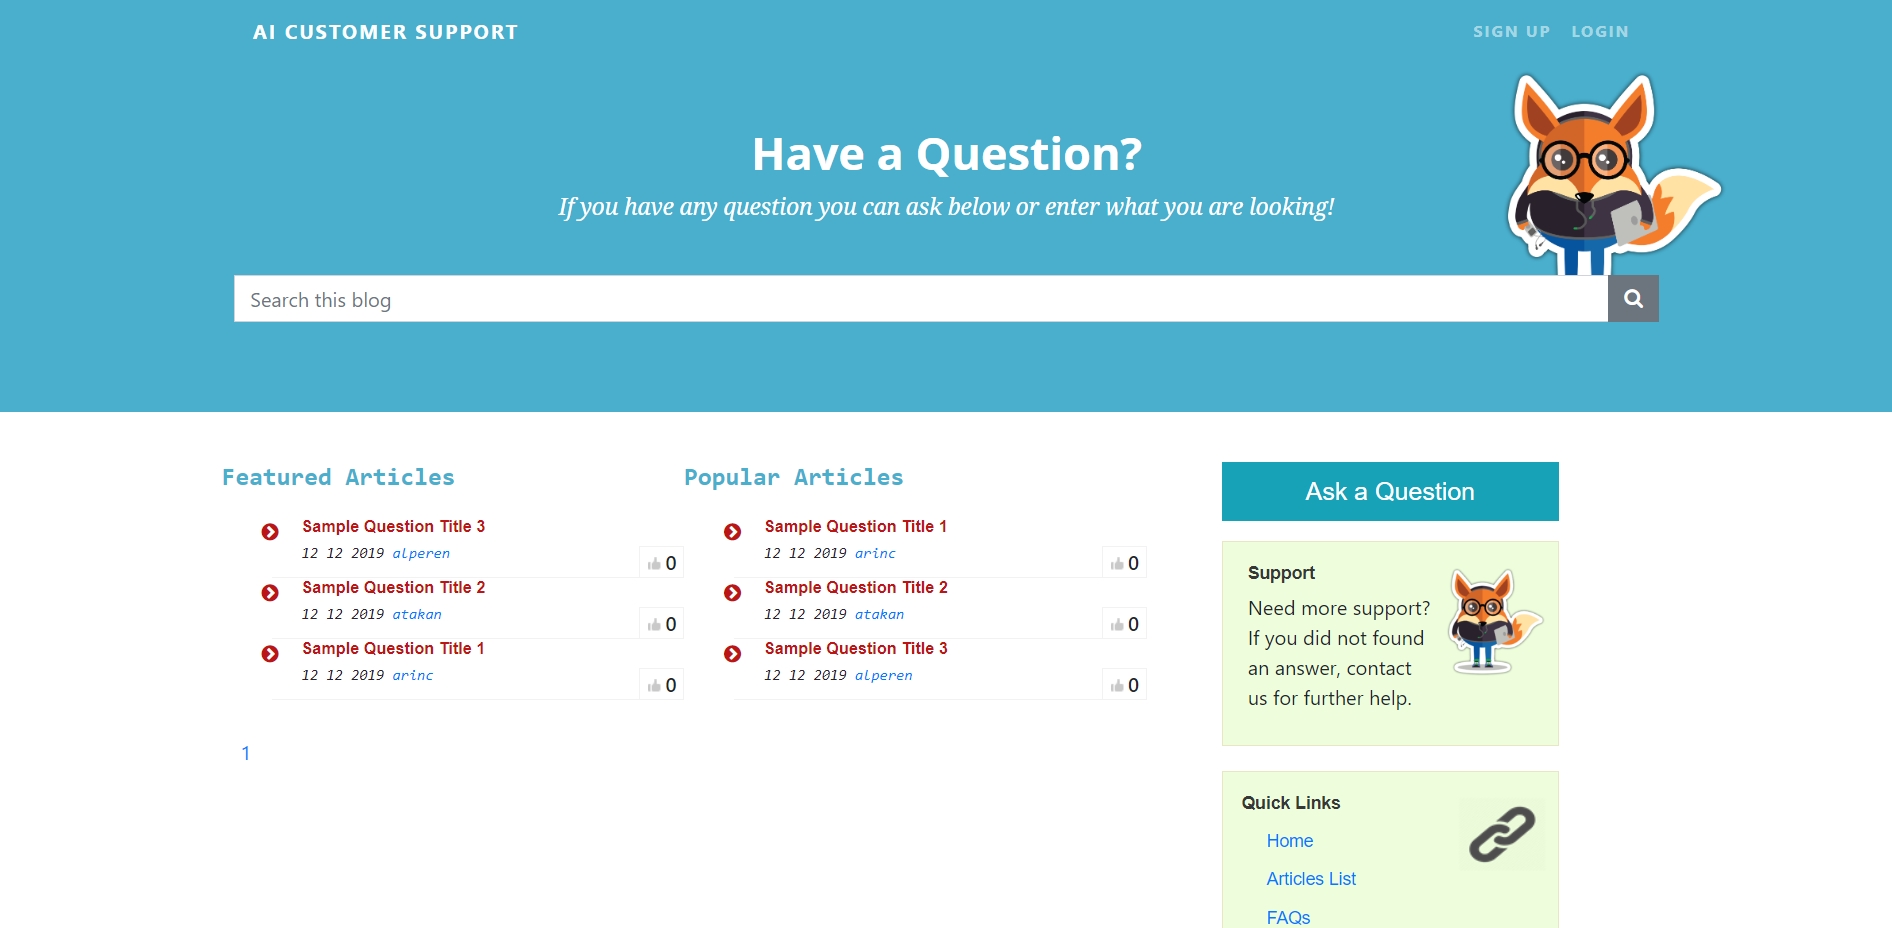 AI CUSTOMER SUPPORT
SIGN UP LOGIN
Have a Question?
If you have any question you can ask below or enter what you are looking!
Search this blog
Featured Articles
Sample Question Title 3
12 12 2019 alperen
0
Sample Question Title 2
12 12 2019 atakan
0
Sample Question Title 1
12 12 2019 arinc
0
1
Popular Articles
Sample Question Title 1
12 12 2019 arinc
0
Sample Question Title 2
12 12 2019 atakan
0
Sample Question Title 3
12 12 2019 alperen
0
Ask a Question
Support
Need more support?
If you did not found
an answer, contact
us for further help.
Quick Links
Home
Articles List
FAQs